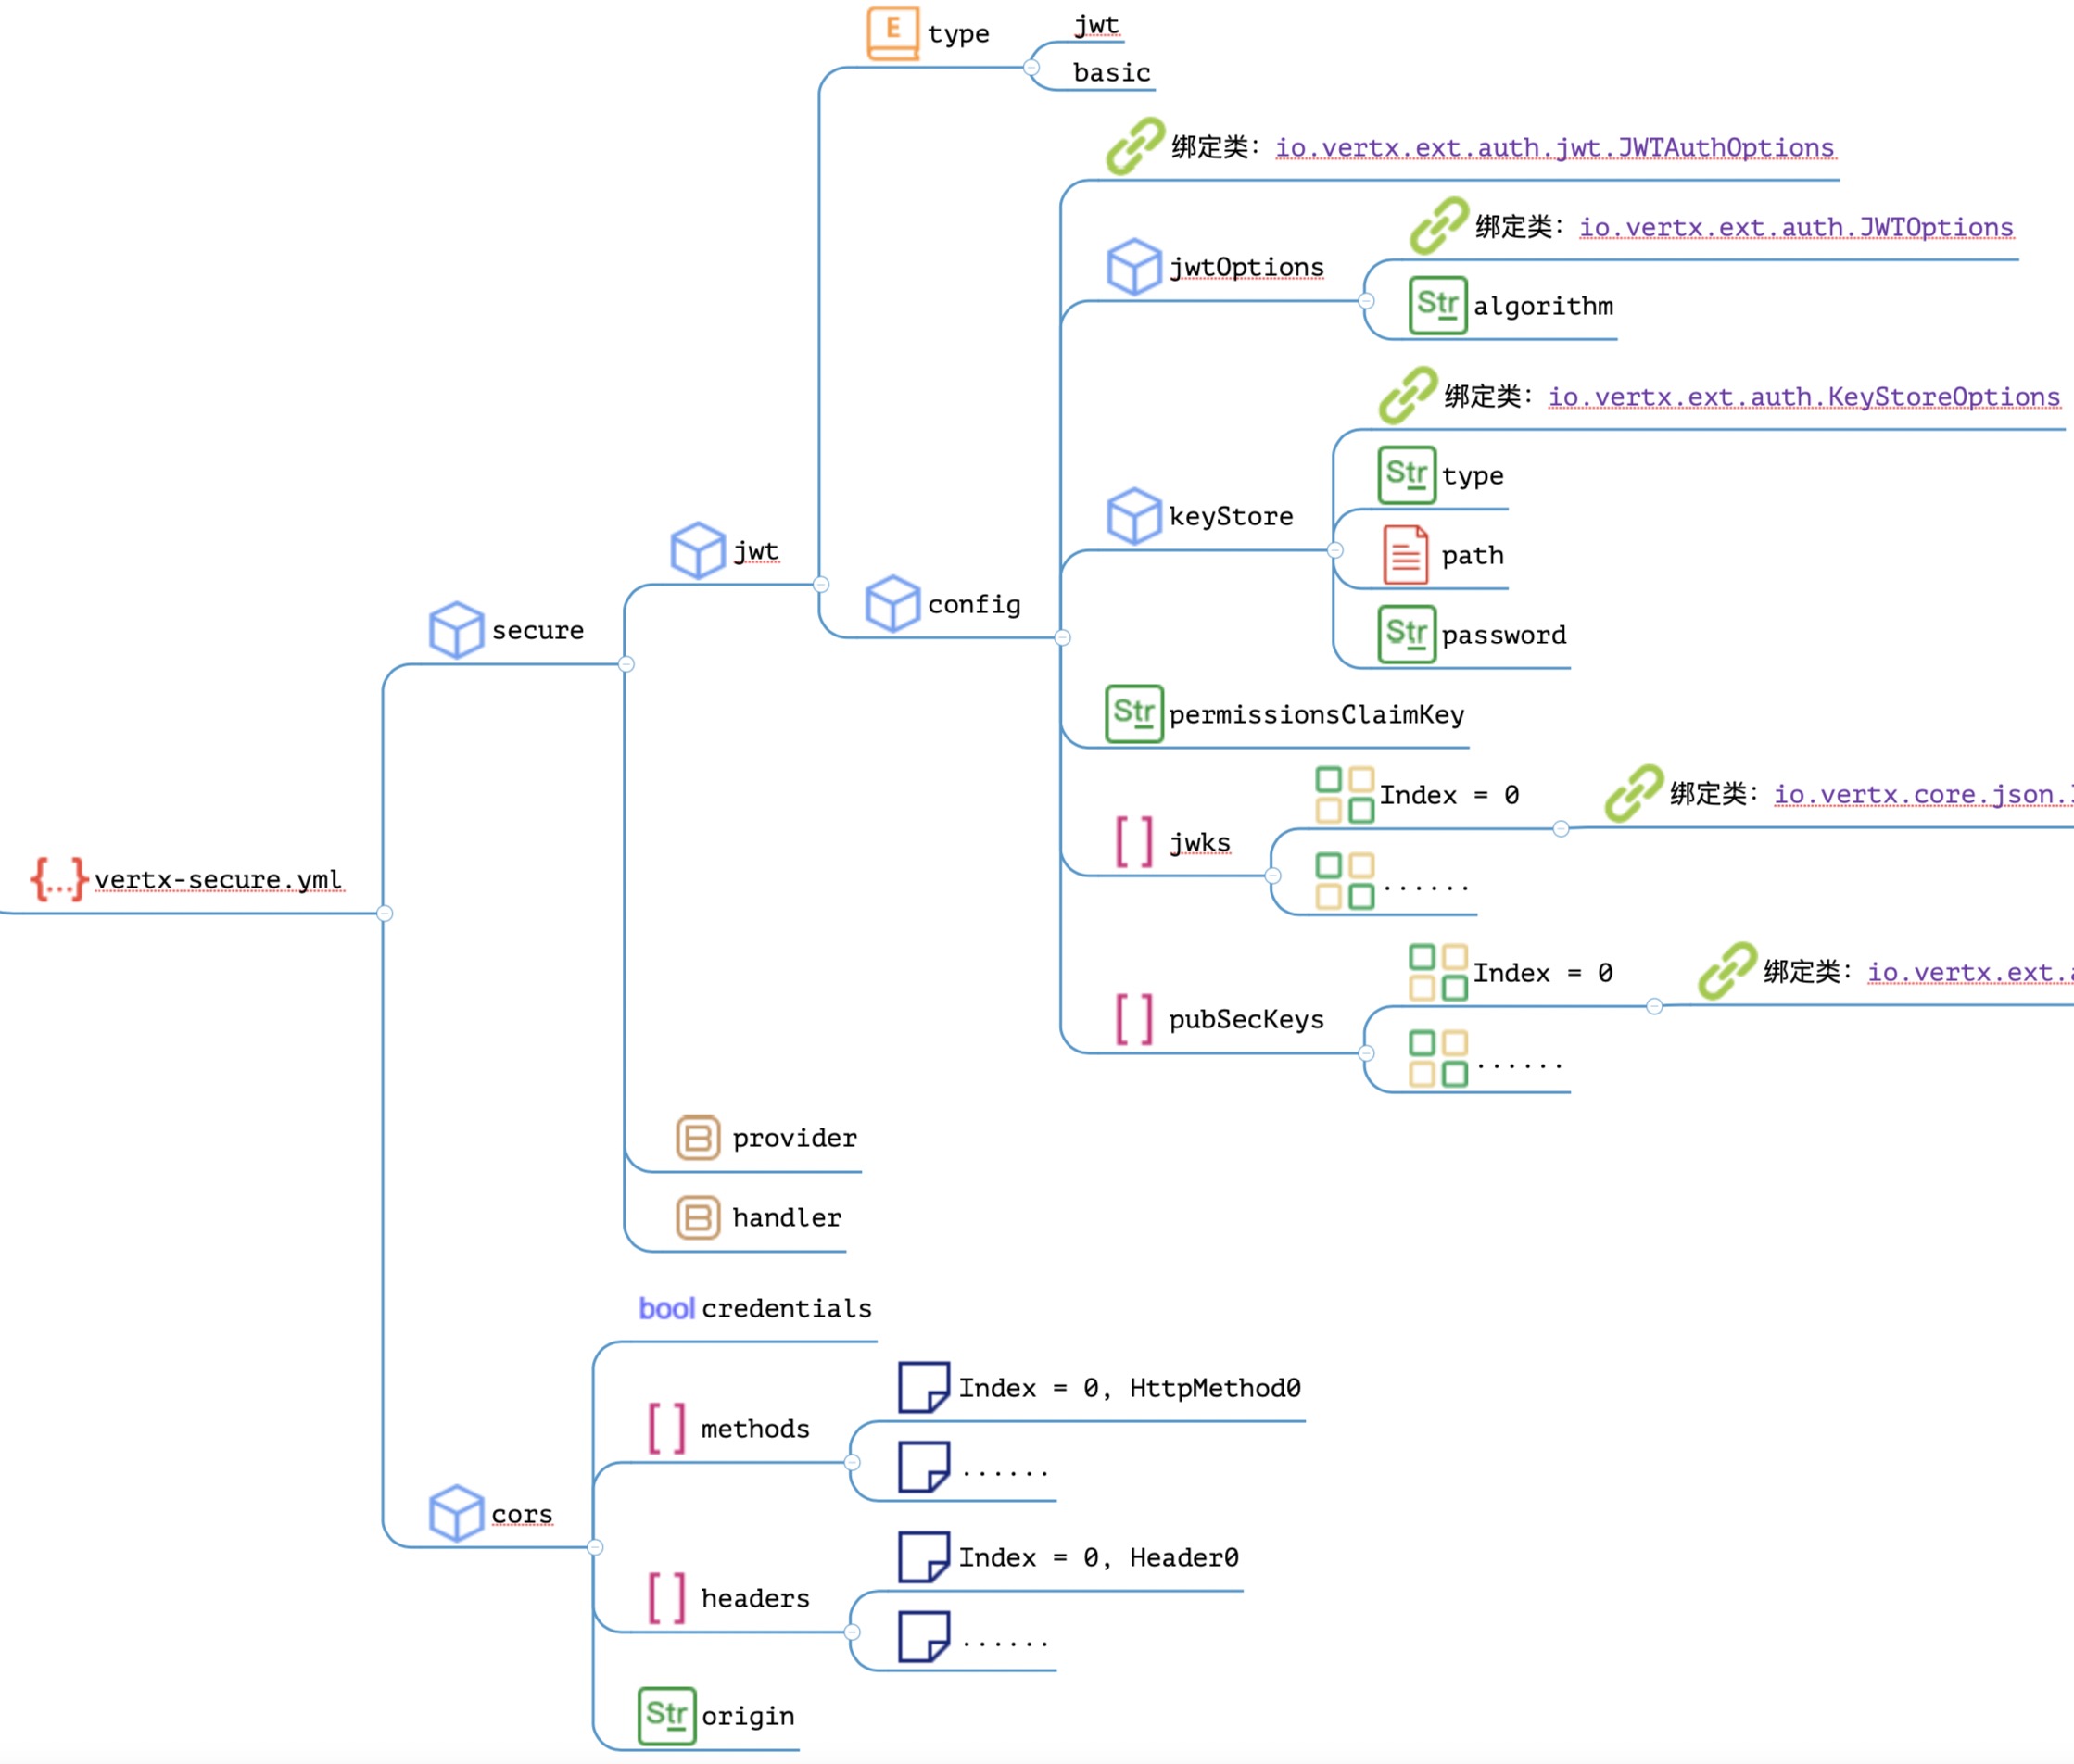 E type
jwt
basic
绑定类：io.vertx.ext.auth.jwt.JWTAuthOptions
绑定类：io.vertx.ext.auth.JWTOptions
jwtOptions
Str algorithm
绑定类：io.vertx.ext.auth.KeyStoreOptions
Str type
keyStore
path
jwt
config
Str password
secure
Str permissionsClaimKey
Index = 0
绑定类：io.vertx.core.json.
[ ] jwks
......
{...} vertx-secure.yml
Index = 0
绑定类：io.vertx.ext.
[ ] pubSecKeys
......
B provider
B handler
bool credentials
Index = 0, HttpMethod0
[ ] methods
......
cors
Index = 0, Header0
[ ] headers
......
Str origin